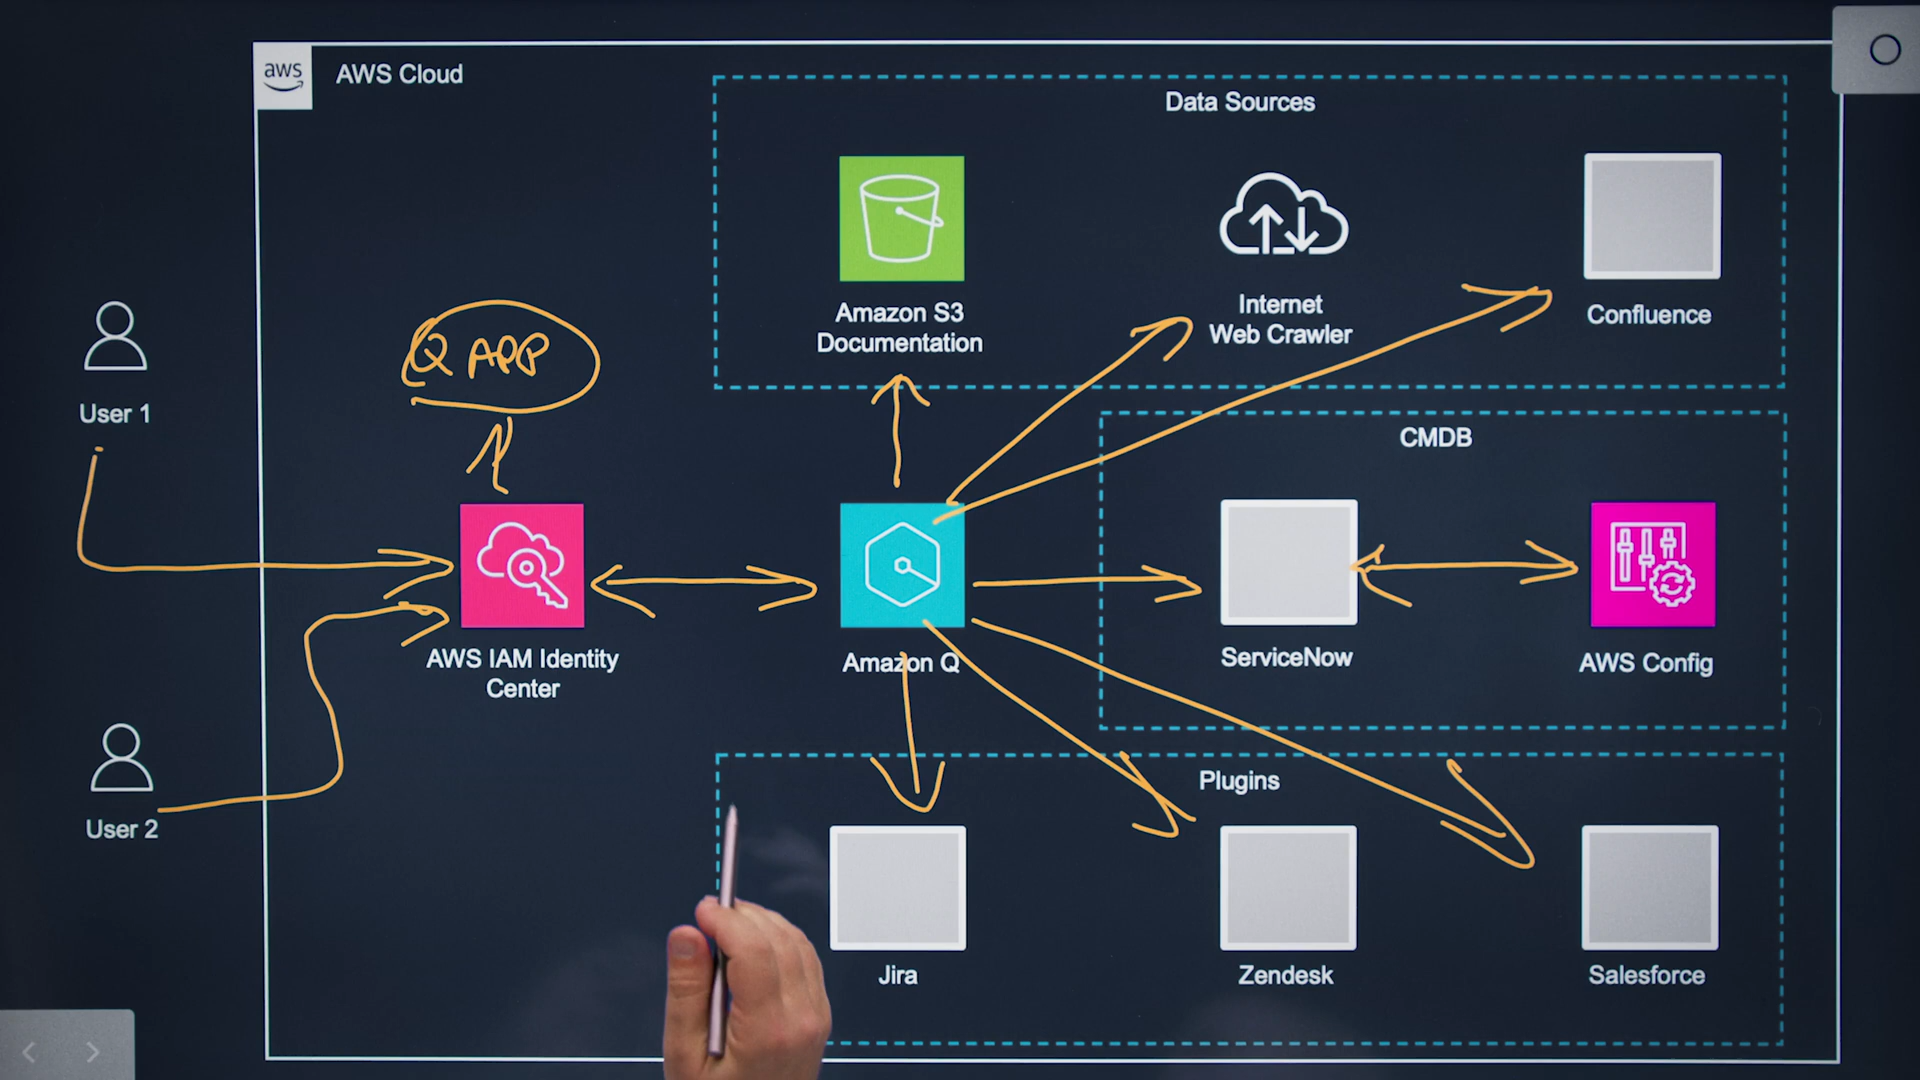 aws
AWS Cloud
Data Sources
Amazon S3
Documentation
Internet
Web Crawler
Confluence
Q APP
User 1
CMDB
AWS IAM Identity
Center
Amazon Q
ServiceNow
AWS Config
User 2
Plugins
Jira
Zendesk
Salesforce